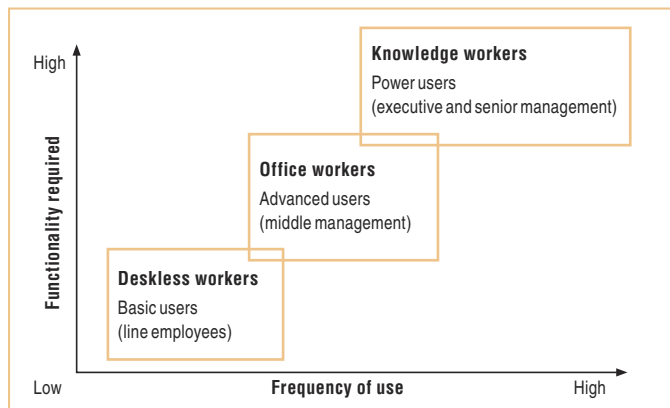 Knowledge workers
Power users
(executive and senior management)
High
Office workers
Advanced users
(middle management)
Functionality required
Deskless workers
Basic users
(line employees)
Low
Frequency of use
High